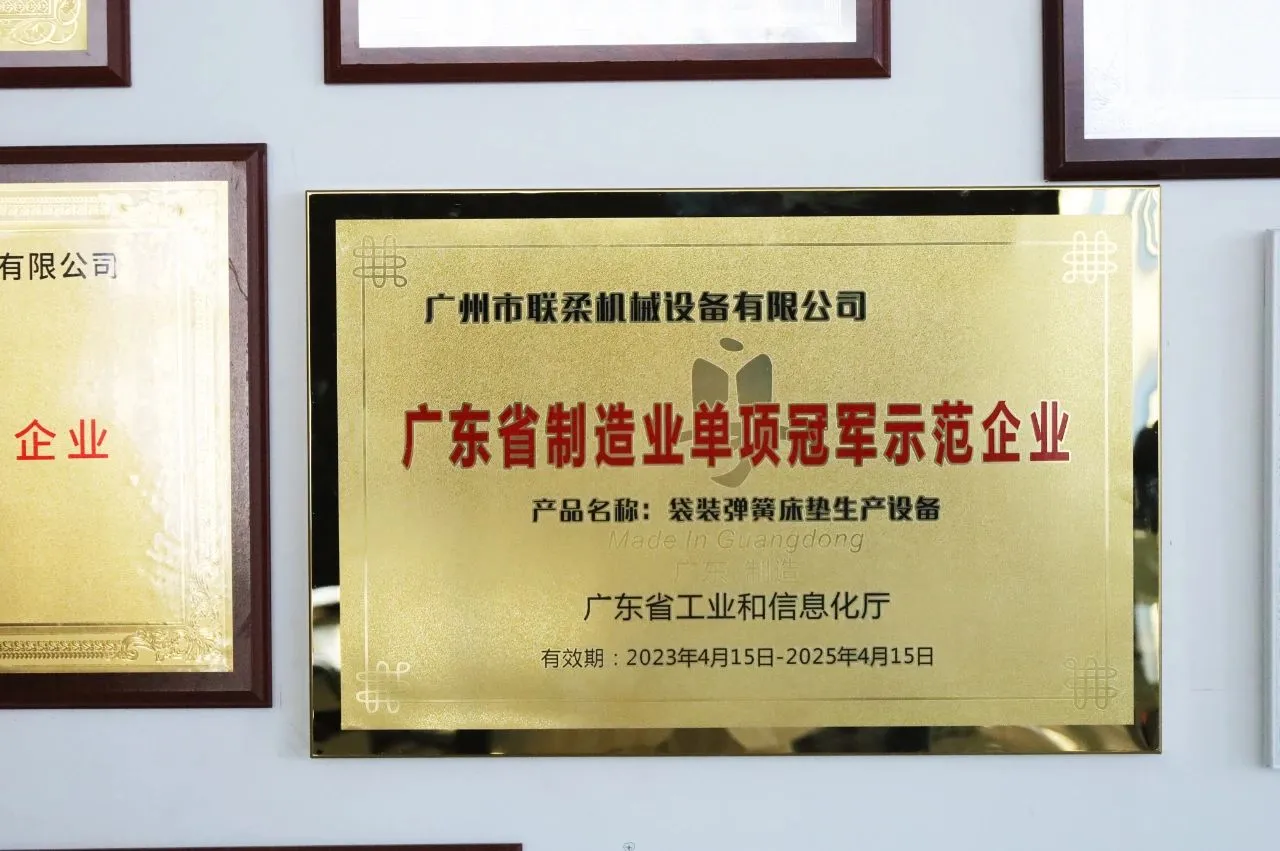 有限公司
企业
广州市联柔机械设备有限公司
广东省制造业单项冠军示范企业
产品名称：袋装弹簧床垫生产设备
Made In Guangdong
广东 制造
广东省工业和信息化厅
有效期：2023年4月15日-2025年4月15日